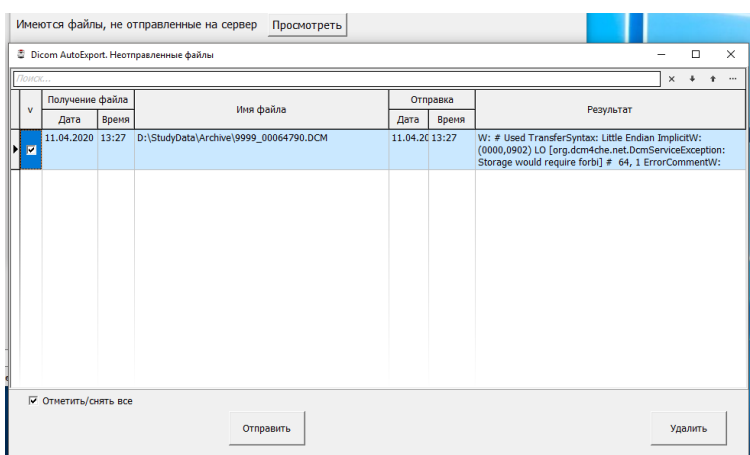 Имеются файлы, не отправленные на сервер Просмотреть
Dicom AutoExport. Неотправленные файлы
Поиск...
v Получение файла Имя файла Отправка Результат
Дата Время Дата Время
11.04.2020 13:27 D:\StudyData\Archive\9999_00064790.DCM 11.04.20 13:27 W: # Used TransferSyntax: Little Endian ImplicitW:
(0000,0902) LO [org.dcm4che.net.DcmServiceException:
Storage would require forbi] # 64, 1 ErrorCommentW:
Отметить/снять все
Отправить Удалить